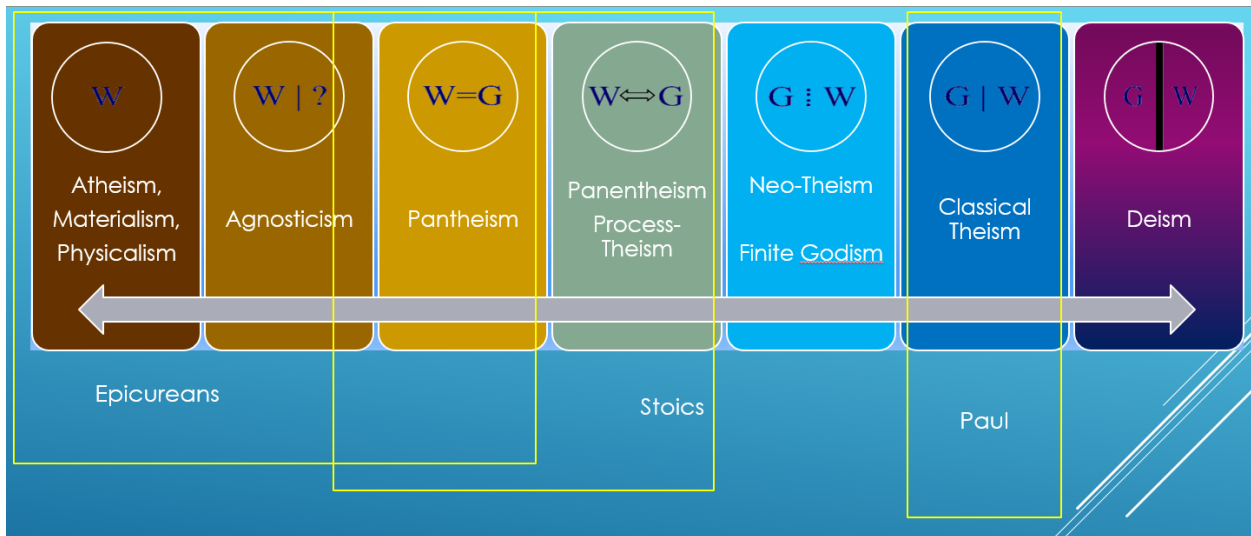 W
W | ?
W=G
W⇔G
G ⁞ W
G | W
G | W
Atheism,
Materialism,
Physicalism
Agnosticism
Pantheism
Panentheism
Process-
Theism
Neo-Theism
Finite Godism
Classical
Theism
Deism
Epicureans
Stoics
Paul